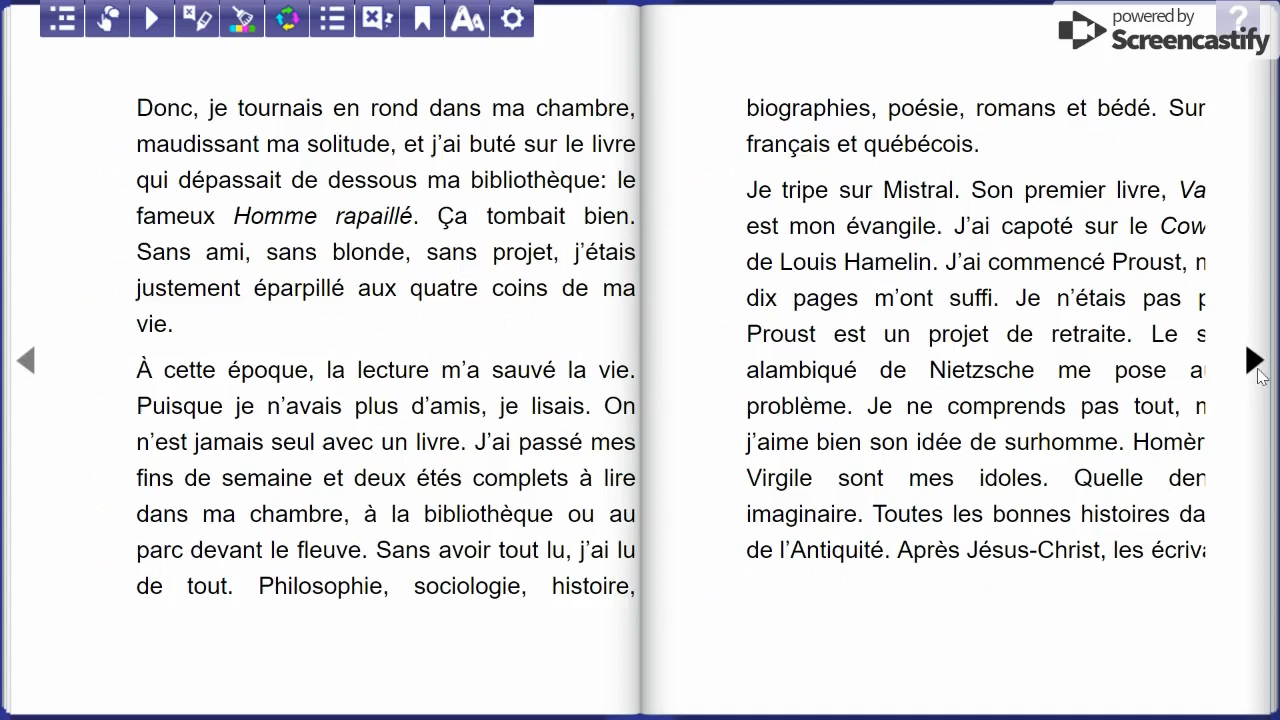 powered by
Screencastify
Donc, je tournais en rond dans ma chambre,
maudissant ma solitude, et j'ai buté sur le livre
qui dépassait de dessous ma bibliothèque: le
fameux Homme rapaillé. Ça tombait bien.
Sans ami, sans blonde, sans projet, j'étais
justement éparpillé aux quatre coins de ma
vie.
À cette époque, la lecture m'a sauvé la vie.
Puisque je n'avais plus d'amis, je lisais. On
n'est jamais seul avec un livre. J'ai passé mes
fins de semaine et deux étés complets à lire
dans ma chambre, à la bibliothèque ou au
parc devant le fleuve. Sans avoir tout lu, j'ai lu
de tout. Philosophie, sociologie, histoire,
biographies, poésie, romans et bédé. Sur
français et québécois.
Je tripe sur Mistral. Son premier livre,
est mon évangile. J'ai capoté sur le
de Louis Hamelin. J'ai commencé Proust,
dix pages m'ont suffi. Je n'étais pas
Proust est un projet de retraite. Le
alambiqué de Nietzsche me pose
problème. Je ne comprends pas tout,
j'aime bien son idée de surhomme.
Virgile sont mes idoles. Quelle
imaginaire. Toutes les bonnes histoires
de l'Antiquité. Après Jésus-Christ, les